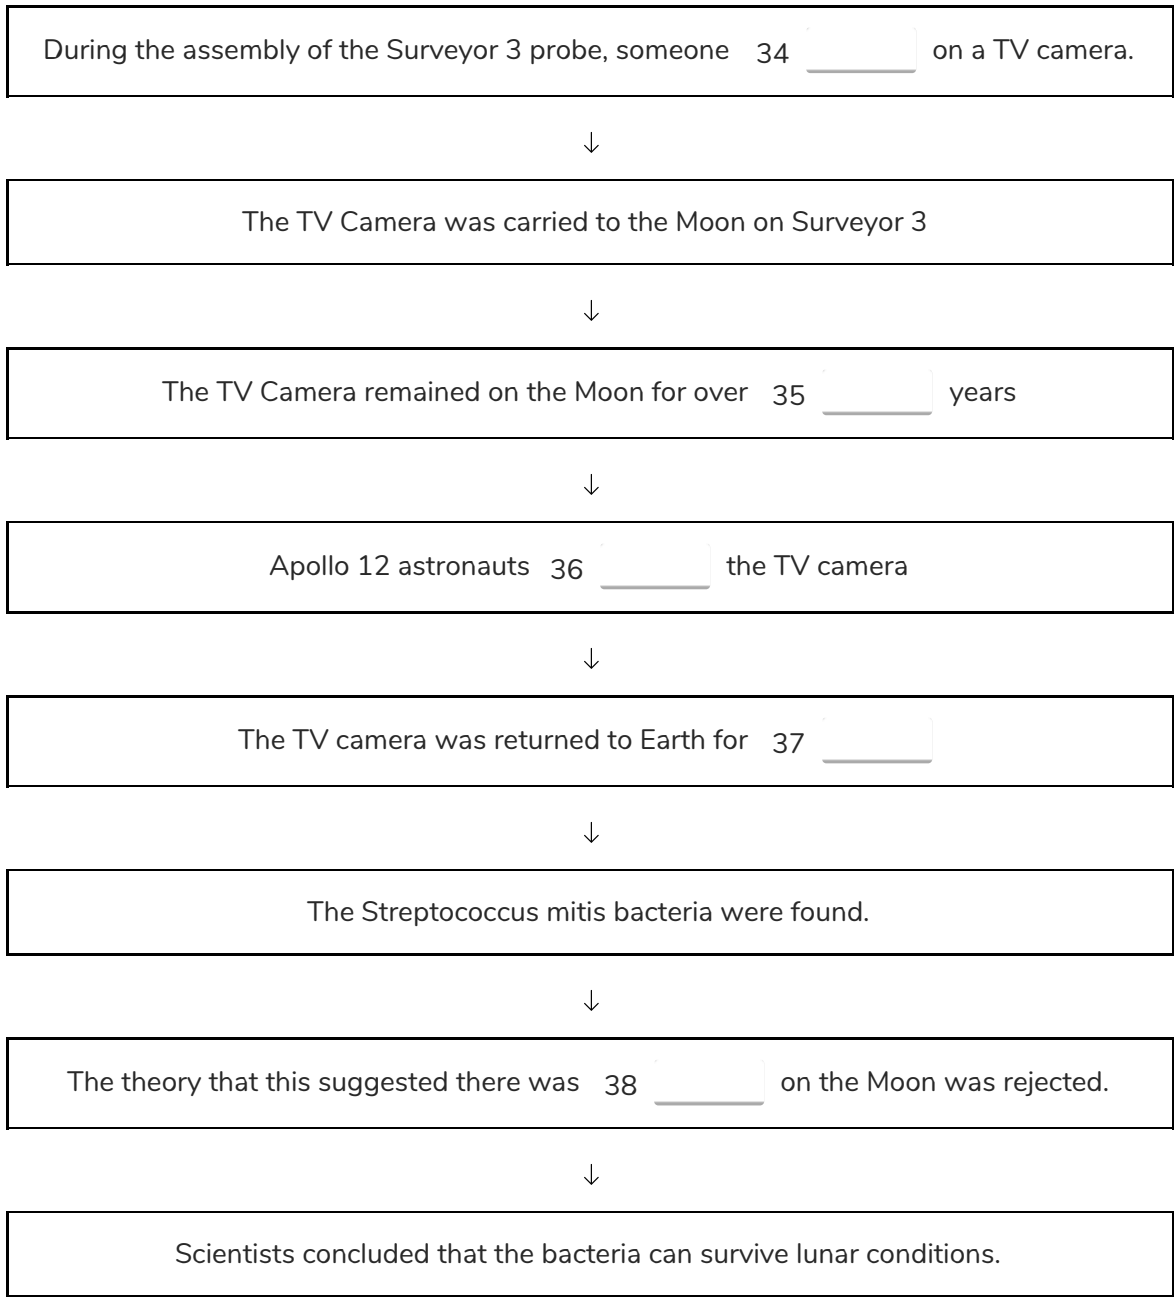 During the assembly of the Surveyor 3 probe, someone 34 on a TV camera.
↓
The TV Camera was carried to the Moon on Surveyor 3
↓
The TV Camera remained on the Moon for over 35 years
↓
Apollo 12 astronauts 36 the TV camera
↓
The TV camera was returned to Earth for 37
↓
The Streptococcus mitis bacteria were found.
↓
The theory that this suggested there was 38 on the Moon was rejected.
↓
Scientists concluded that the bacteria can survive lunar conditions.